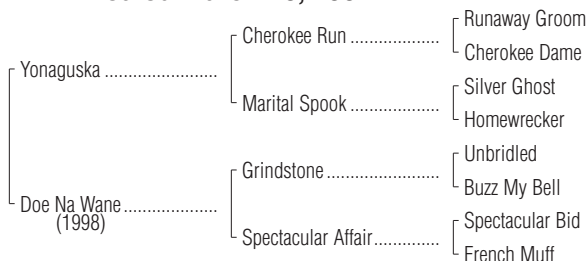 Runaway Groom
Cherokee Run ....................
Cherokee Dame
Yonaguska .........................
Silver Ghost
Marital Spook ....................
Homewrecker
Unbridled
Grindstone .........................
Buzz My Bell
Doe Na Wane .....................
(1998)
Spectacular Bid
Spectacular Affair ..............
French Muff